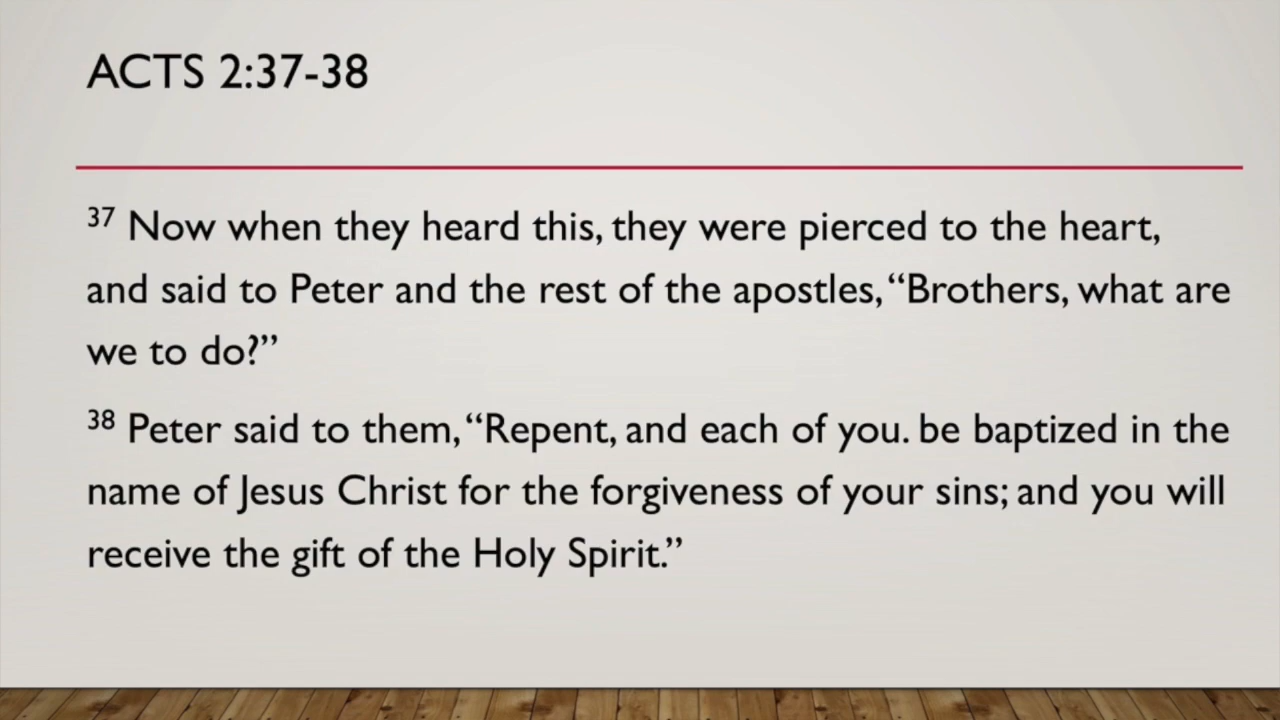 ACTS 2:37-38
37 Now when they heard this, they were pierced to the heart,
and said to Peter and the rest of the apostles, “Brothers, what are
we to do?”
38 Peter said to them, “Repent, and each of you. be baptized in the
name of Jesus Christ for the forgiveness of your sins; and you will
receive the gift of the Holy Spirit.”